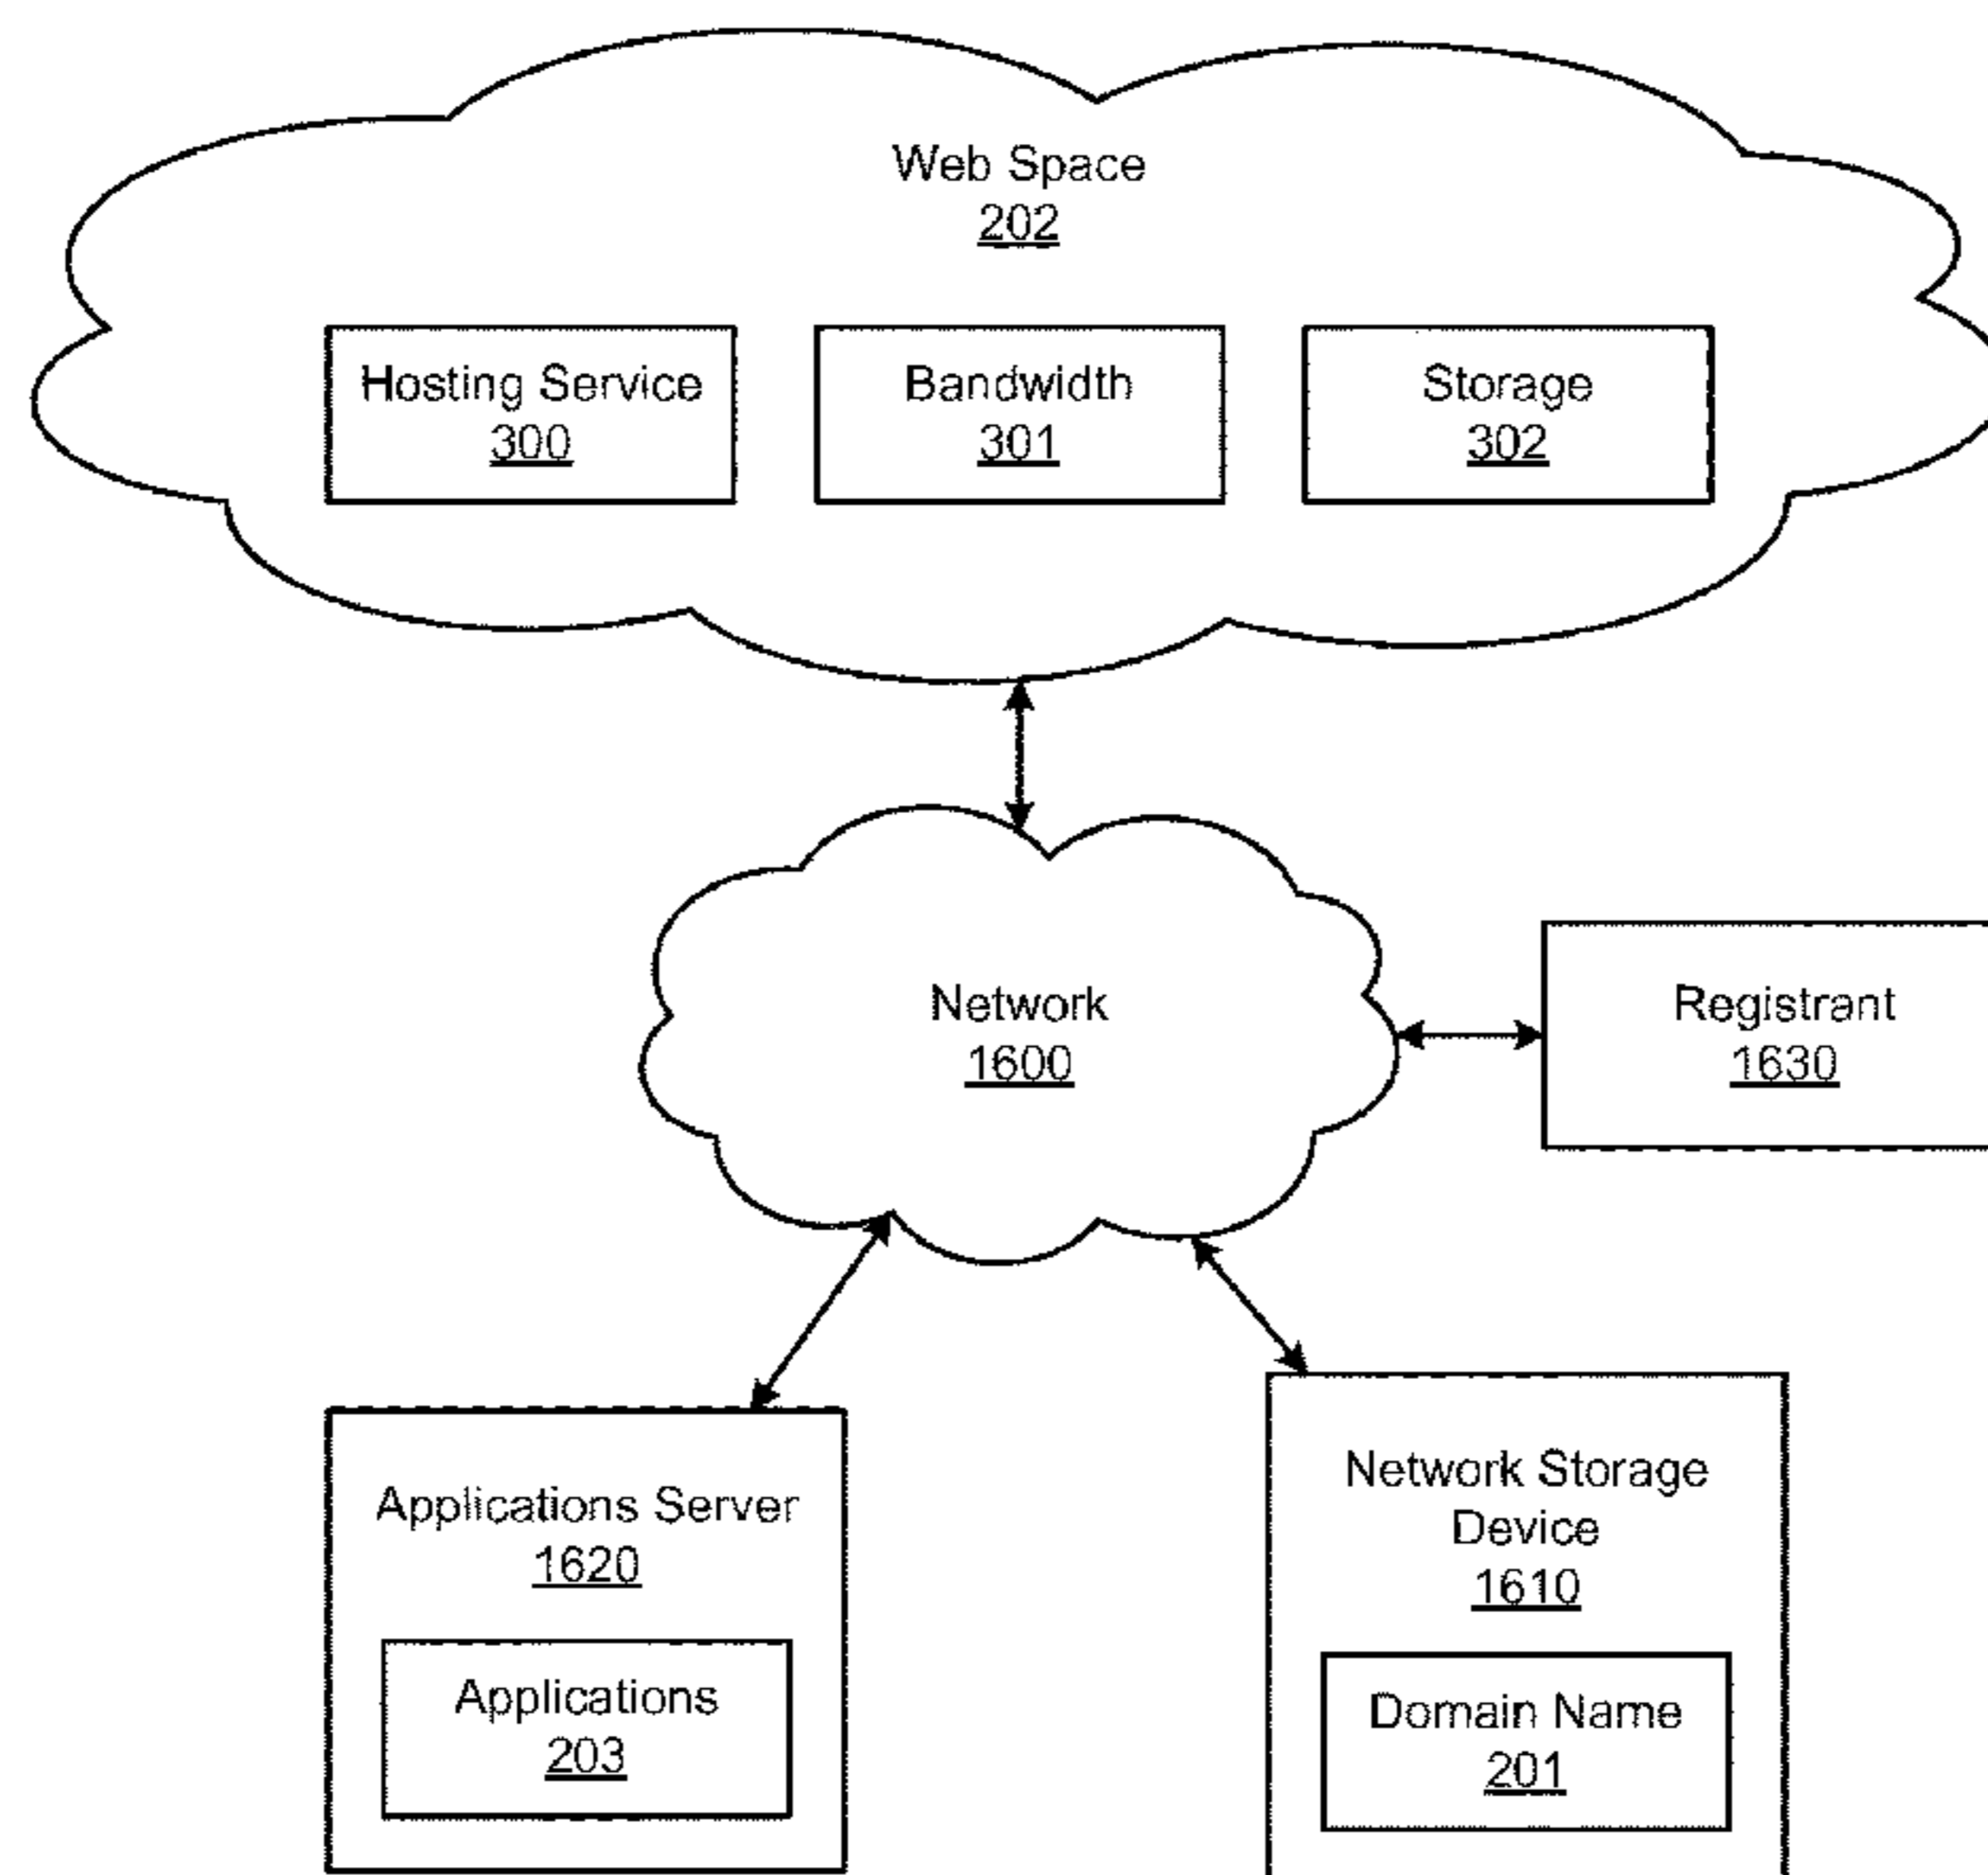 Web Space
202
Hosting Service
300
Bandwidth
301
Storage
302
Network
1600
Registrant
1630
Applications Server
1620
Applications
203
Network Storage
Device
1610
Domain Name
201